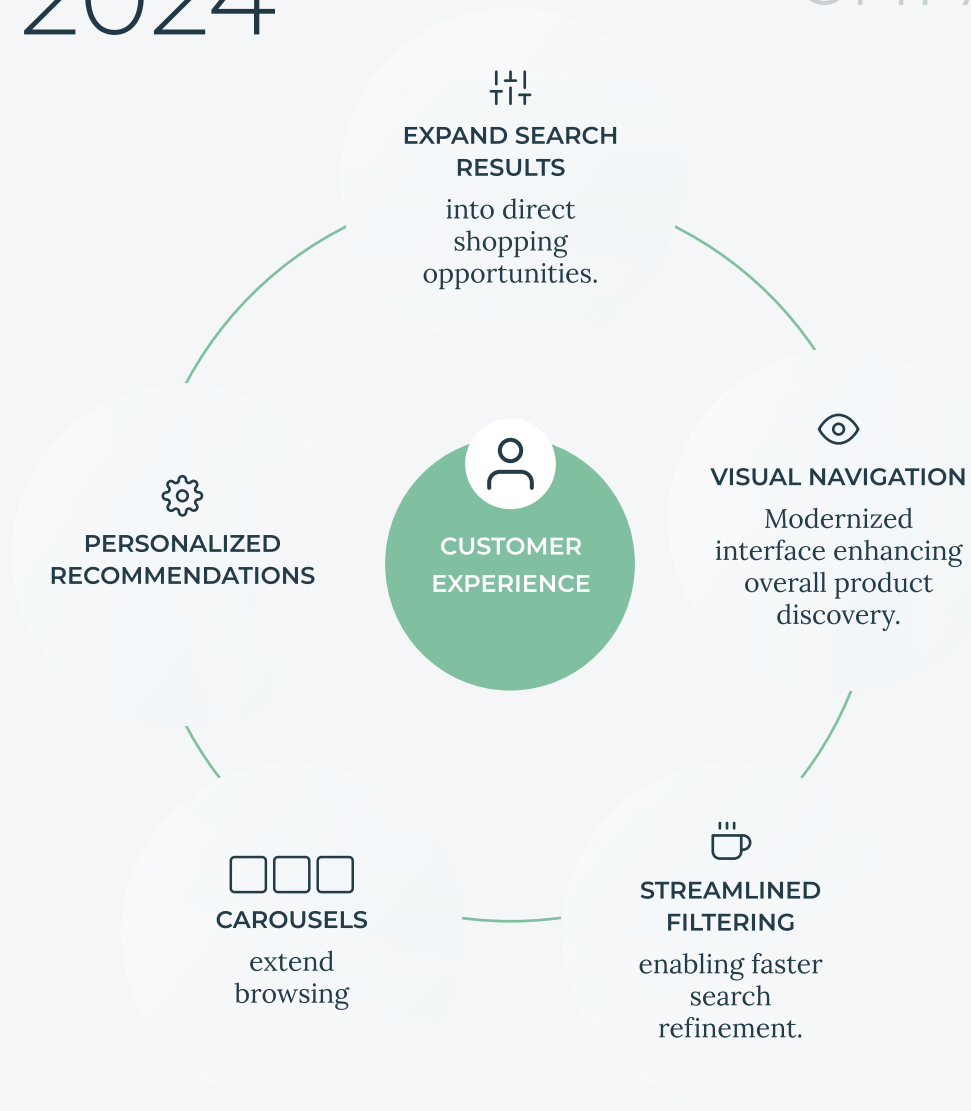 2024
EXPAND SEARCH
RESULTS
into direct
shopping
opportunities.
VISUAL NAVIGATION
Modernized
interface enhancing
overall product
discovery.
PERSONALIZED
RECOMMENDATIONS
CUSTOMER
EXPERIENCE
CAROUSELS
extend
browsing
STREAMLINED
FILTERING
enabling faster
search
refinement.